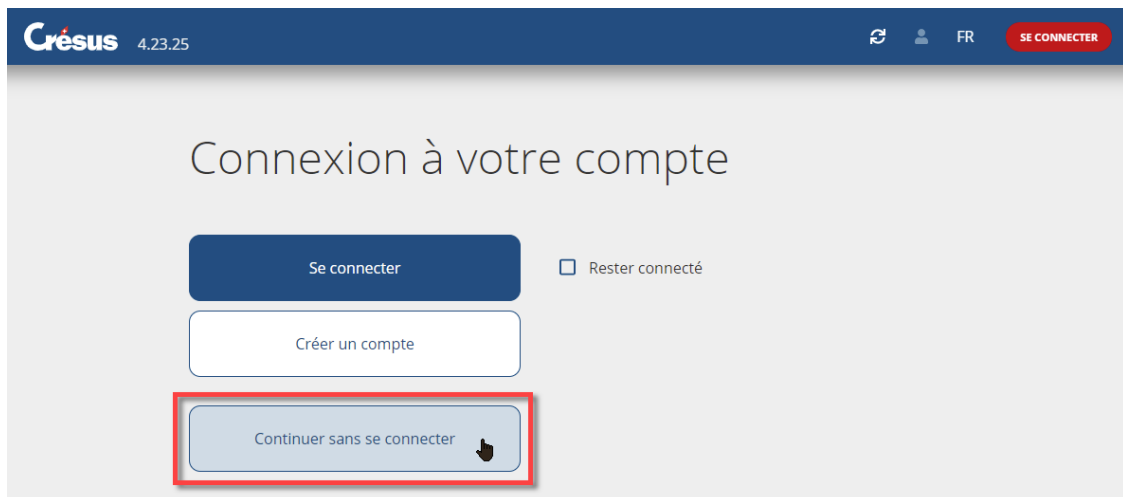 Crésus 4.23.25 FR SE CONNECTER
Connexion à votre compte
Se connecter Rester connecté
Créer un compte
Continuer sans se connecter